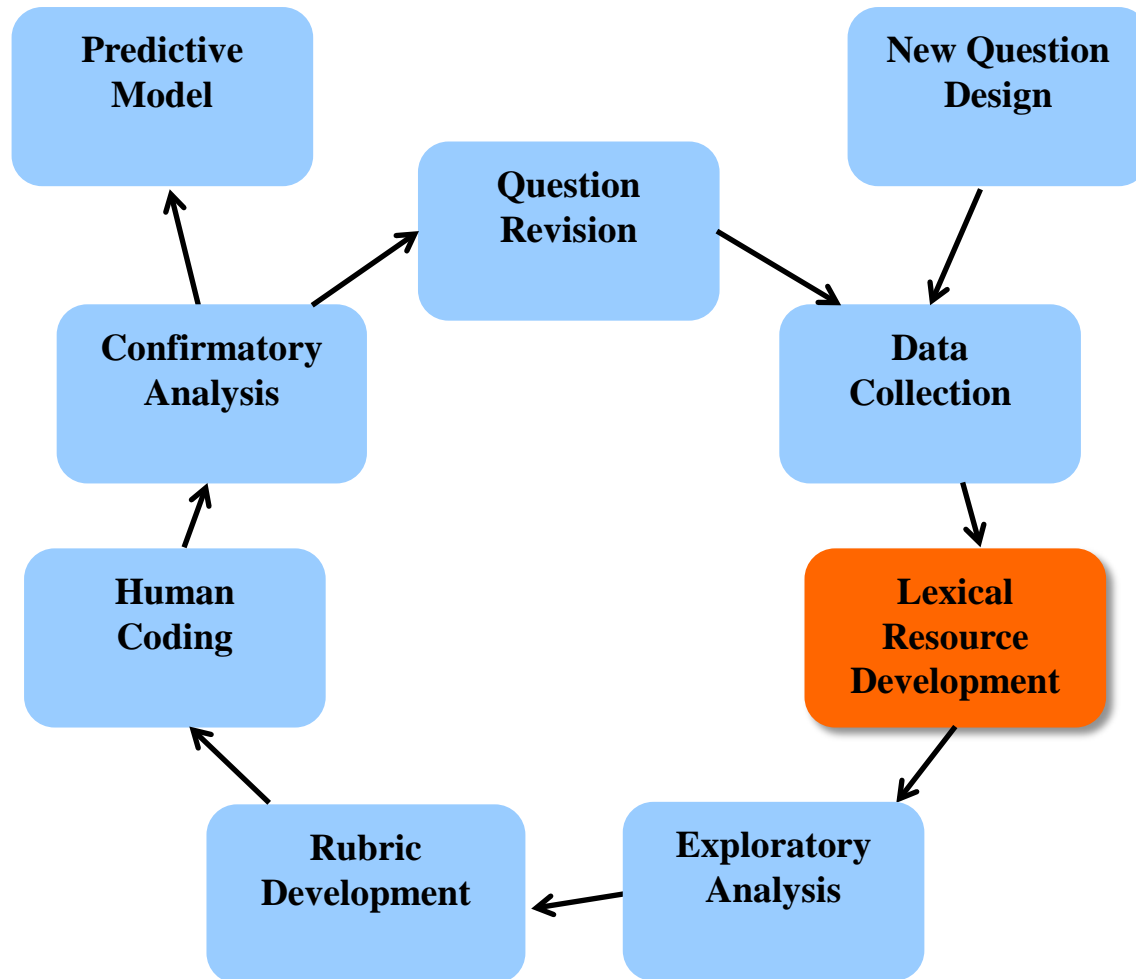 Predictive
Model
New Question
Design
Question
Revision
Confirmatory
Analysis
Data
Collection
Human
Coding
Lexical
Resource
Development
Rubric
Development
Exploratory
Analysis